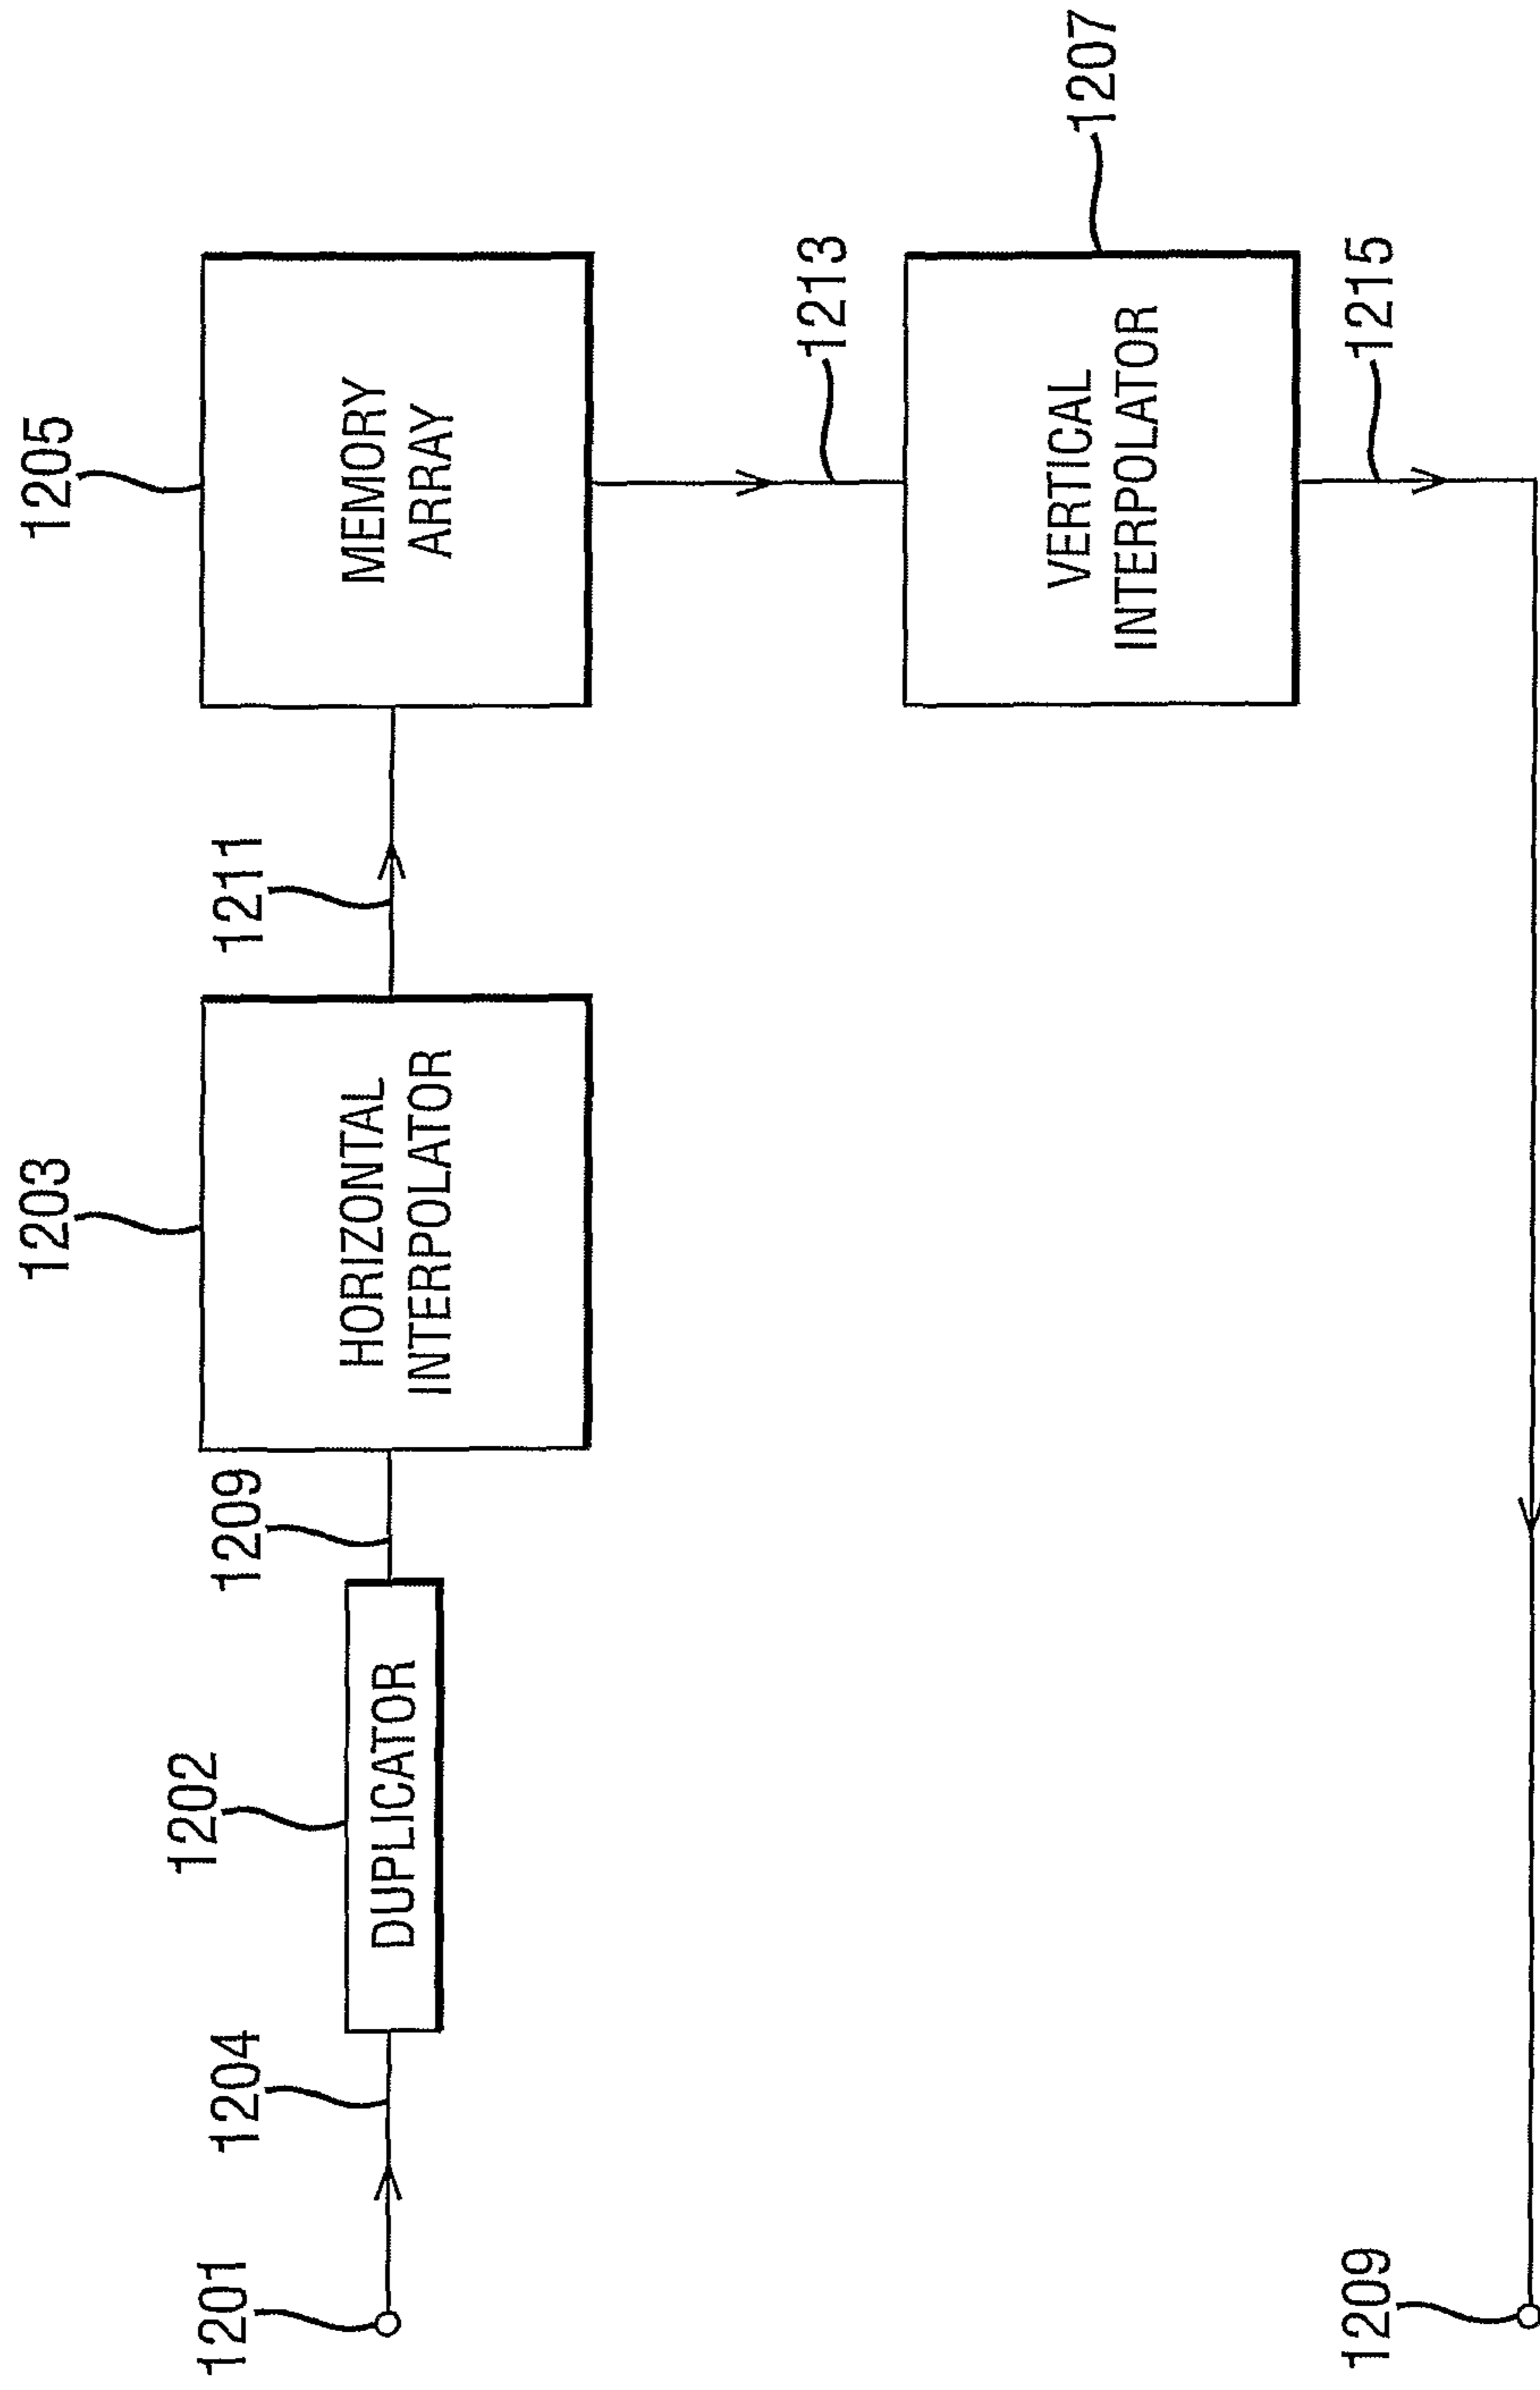 1203
1205
1201
1204
1202
1209
1211
DUPLICATOR
HORIZONTAL
INTERPOLATOR
MEMORY
ARRAY
1213
1207
VERTICAL
INTERPOLATOR
1209
1215